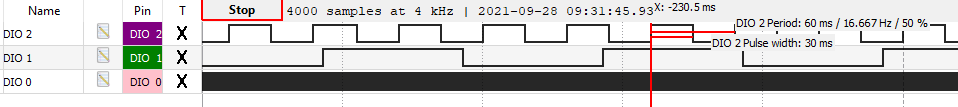 Name Pin T Stop 4000 samples at 4 kHz | 2021-09-28 09:31:45.93 X: -230.5 ms
DIO 2 DIO 2 X DIO 2 Period: 60 ms / 16.667 Hz / 50 %
DIO 1 DIO 1 X DIO 2 Pulse width: 30 ms
DIO 0 DIO 0 X